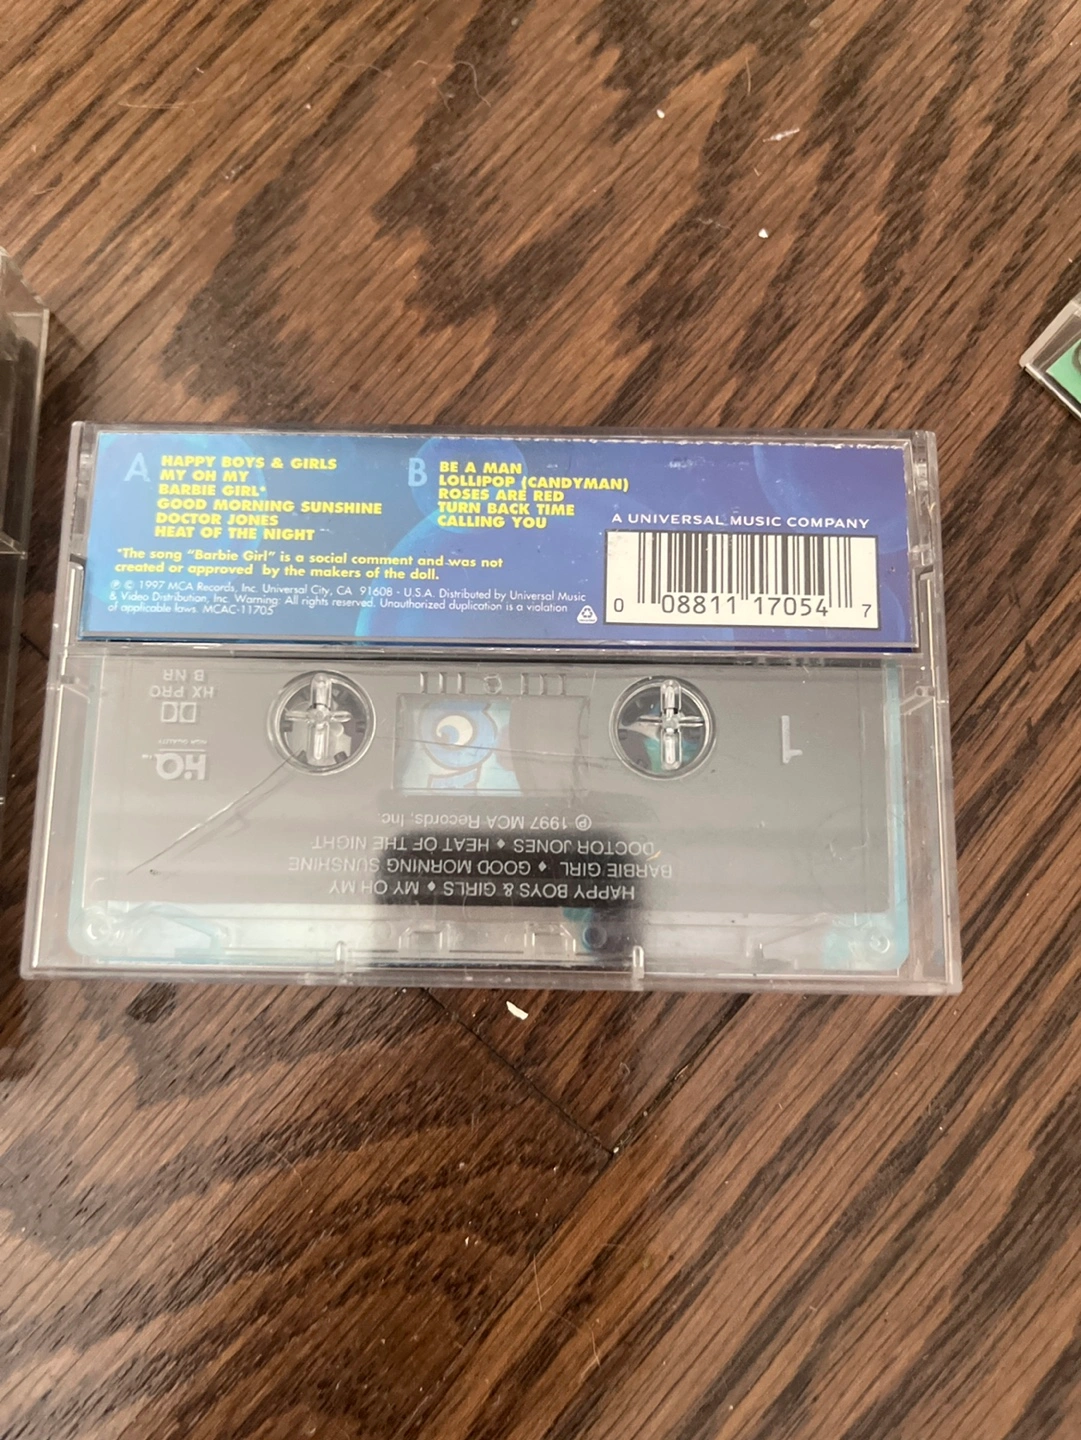 A
HAPPY BOYS & GIRLS
MY OH MY
BARBIE GIRL*
GOOD MORNING SUNSHINE
DOCTOR JONES
HEAT OF THE NIGHT
B
BE A MAN
LOLLIPOP (CANDYMAN)
ROSES ARE RED
TURN BACK TIME
CALLING YOU
*The song "Barbie Girl" is a social comment and was not
created or approved by the makers of the doll.
℗ © 1997 MCA Records, Inc. Universal City, CA 91608 - U.S.A. Distributed by Universal Music
& Video Distribution, Inc. Warning: All rights reserved. Unauthorized duplication is a violation
of applicable laws. MCAC-11705
A UNIVERSAL MUSIC COMPANY
0 08811 17054 7
1
HAPPY BOYS & GIRLS ♦ MY OH MY
BARBIE GIRL ♦ GOOD MORNING SUNSHINE
DOCTOR JONES ♦ HEAT OF THE NIGHT
℗ 1997 MCA Records, Inc.
HiQ
HIGH QUALITY
HX PRO
B NR